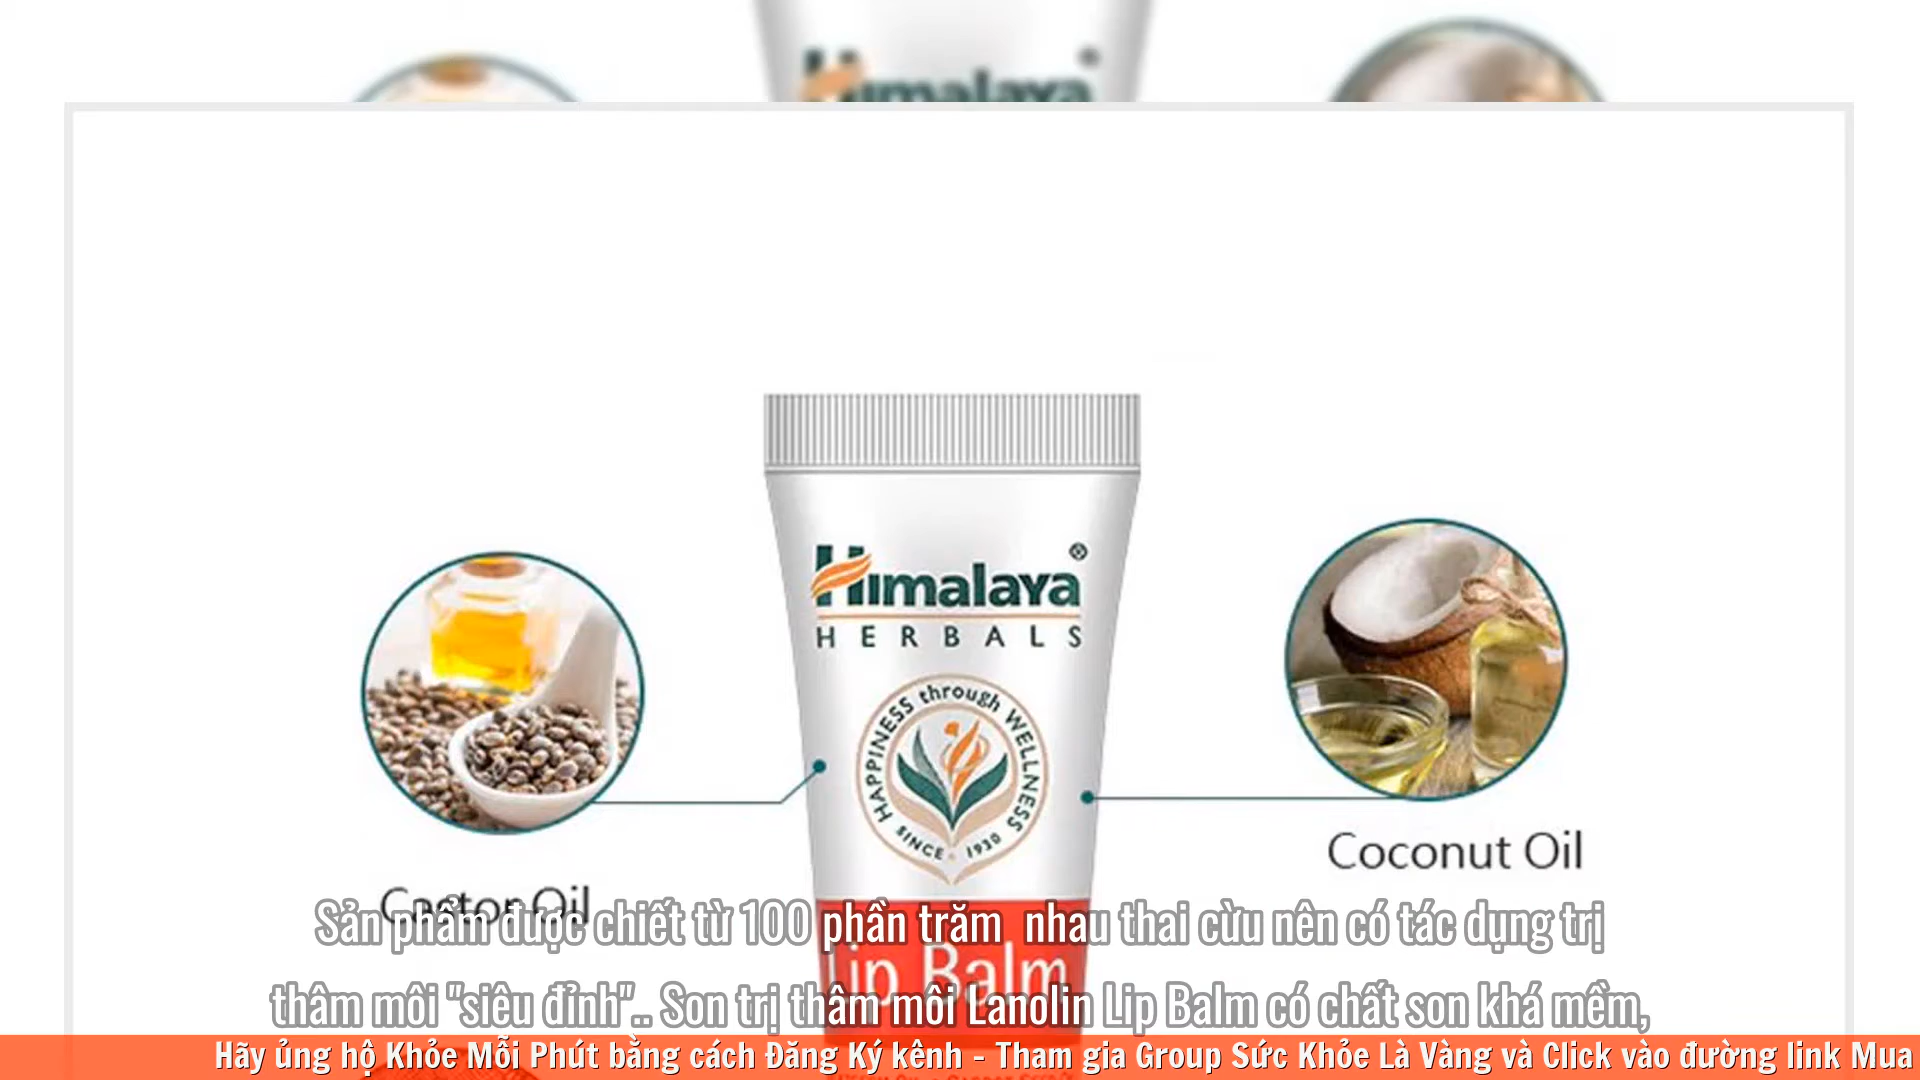 Himalaya
Himalaya®
HERBALS
HAPPINESS through WELLNESS
SINCE 1930
Coconut Oil
Castor Oil
Lip Balm
Sản phẩm được chiết từ 100 phần trăm nhau thai cừu nên có tác dụng trị
thâm môi "siêu đỉnh".. Son trị thâm môi Lanolin Lip Balm có chất son khá mềm,
Hãy ủng hộ Khỏe Mỗi Phút bằng cách Đăng Ký kênh - Tham gia Group Sức Khỏe Là Vàng và Click vào đường link Mua